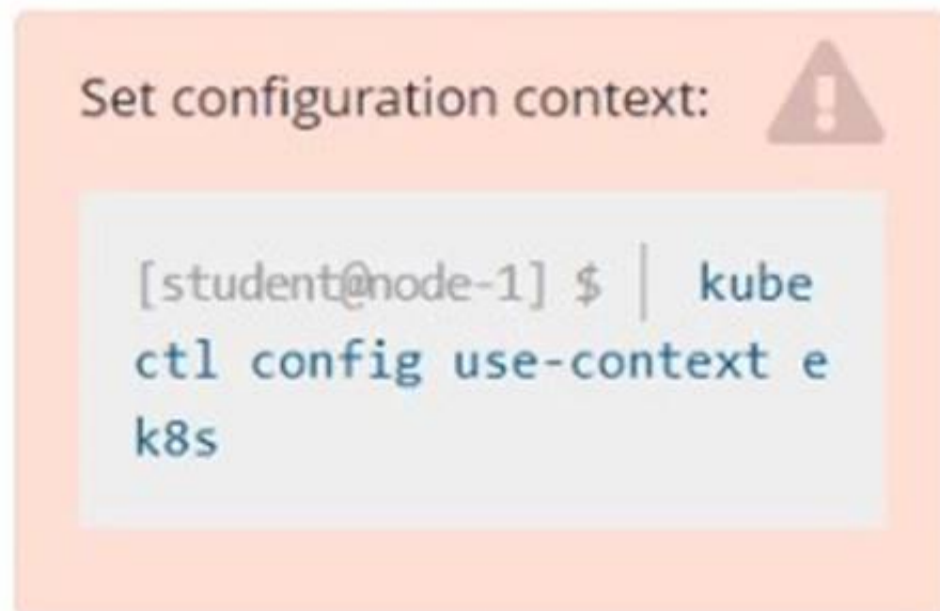 Set configuration context:
[student@node-1] $ | kube
ctl config use-context e
k8s